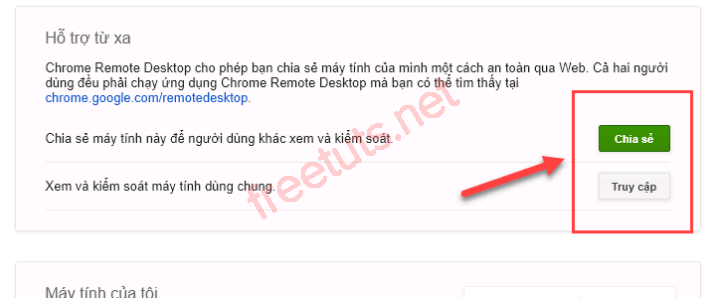 Hỗ trợ từ xa
Chrome Remote Desktop cho phép bạn chia sẻ máy tính của mình một cách an toàn qua Web. Cả hai người
dùng đều phải chạy ứng dụng Chrome Remote Desktop mà bạn có thể tìm thấy tại
chrome.google.com/remotedesktop.
Chia sẻ máy tính này để người dùng khác xem và kiểm soát.
Chia sẻ
Xem và kiểm soát máy tính dùng chung.
Truy cập
freetuts.net
Máy tính của tôi